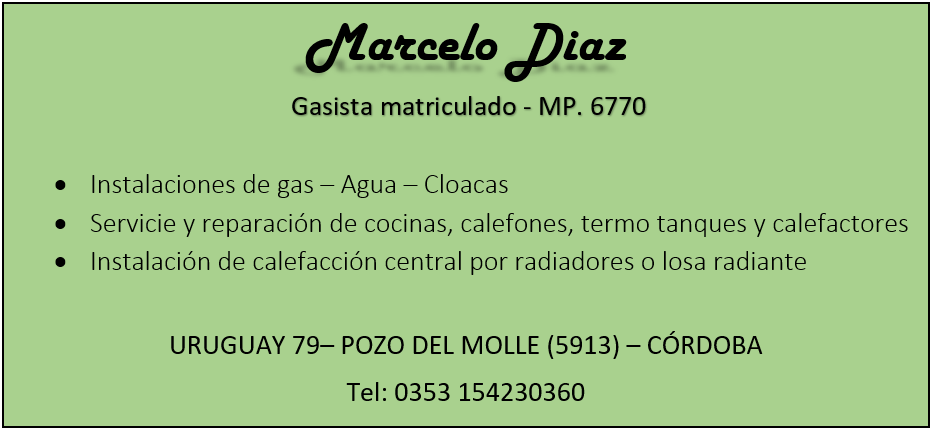 Marcelo Diaz
Gasista matriculado - MP. 6770
• Instalaciones de gas – Agua – Cloacas
• Servicie y reparación de cocinas, calefones, termo tanques y calefactores
• Instalación de calefacción central por radiadores o losa radiante
URUGUAY 79– POZO DEL MOLLE (5913) – CÓRDOBA
Tel: 0353 154230360